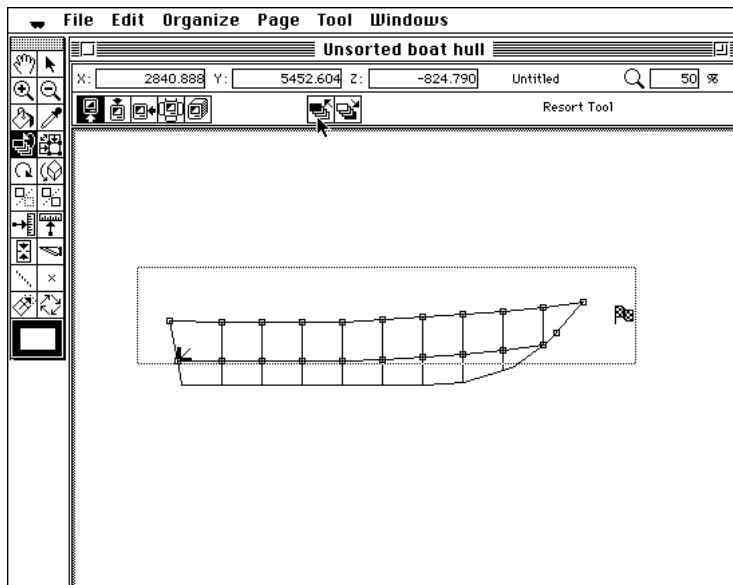 File Edit Organize Page Tool Windows
Unsorted boat hull
X: 2840.888 Y: 5452.604 Z: -824.790 Untitled 50 %
Resort Tool